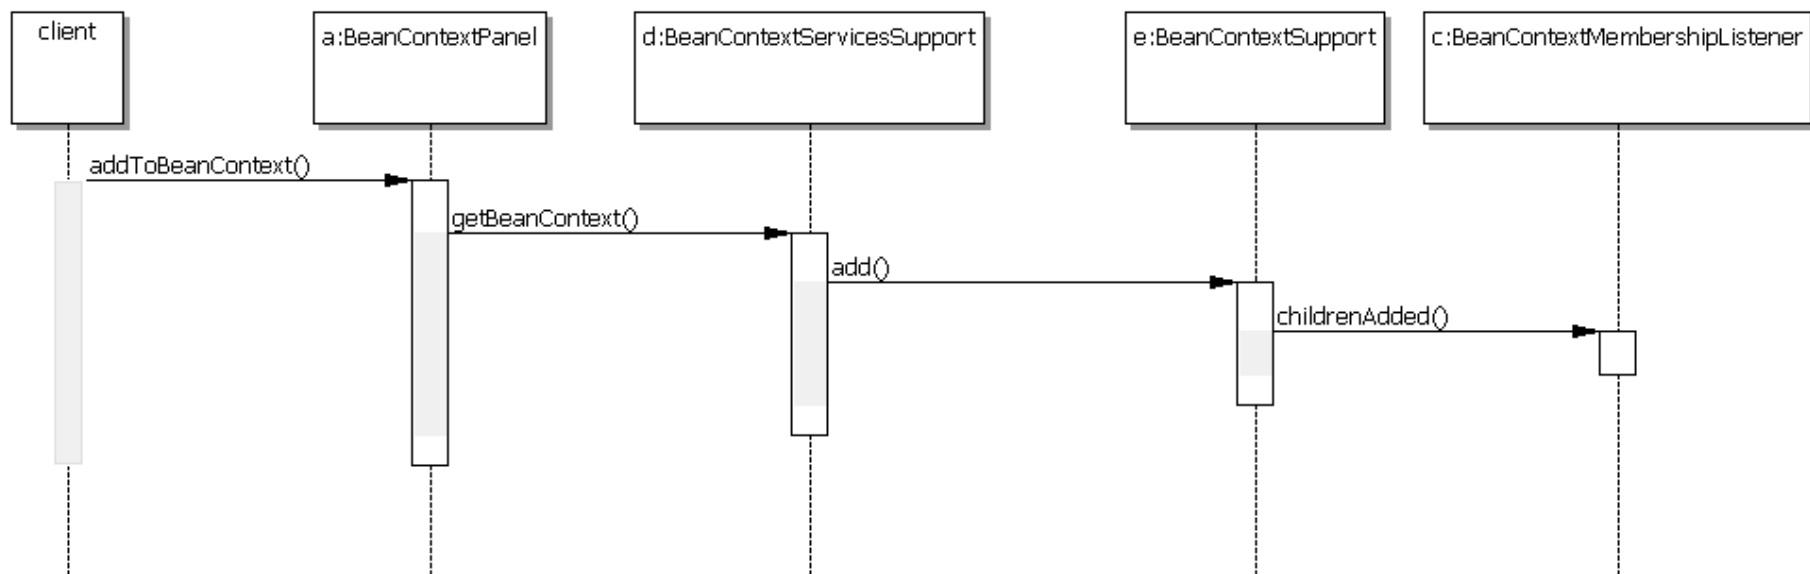 client
a:BeanContextPanel
d:BeanContextServicesSupport
e:BeanContextSupport
c:BeanContextMembershipListener
addToBeanContext()
getBeanContext()
add()
childrenAdded()